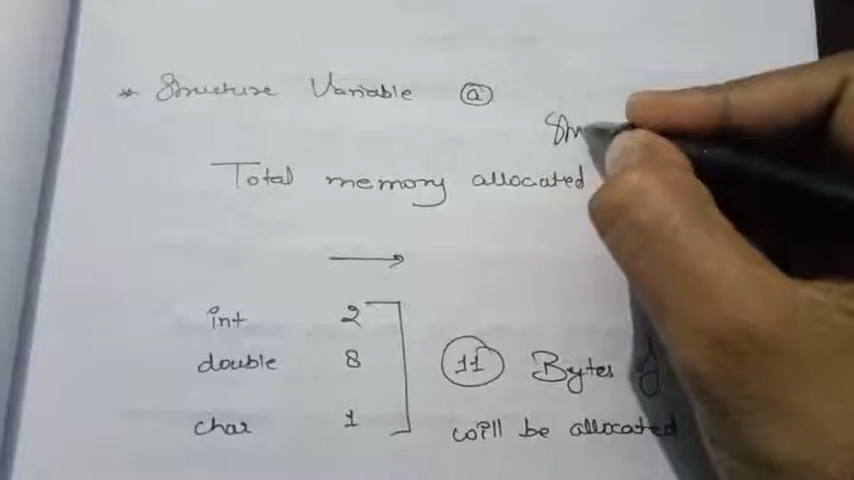 * Structure Variable a
Total memory allocated
int 2
double 8
char 1
11 Bytes
will be allocated